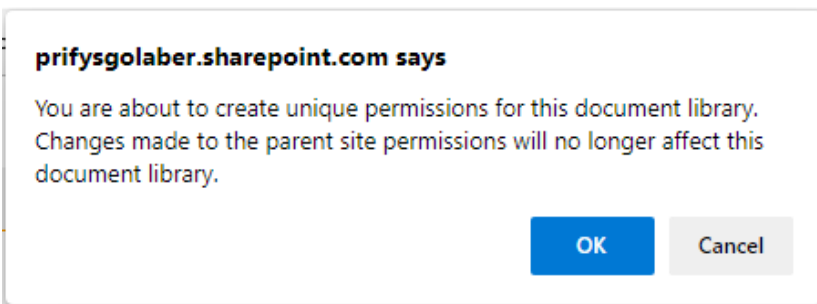 prifysgolaber.sharepoint.com says
You are about to create unique permissions for this document library.
Changes made to the parent site permissions will no longer affect this
document library.
OK Cancel